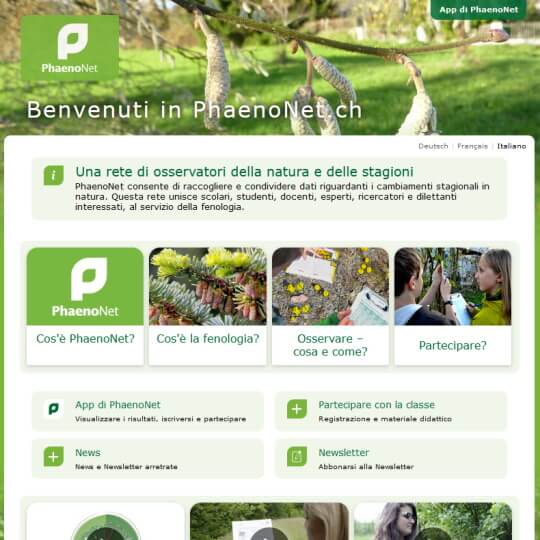 App di PhaenoNet
PhaenoNet
Benvenuti in PhaenoNet.ch
Deutsch | Français | Italiano
i
Una rete di osservatori della natura e delle stagioni
PhaenoNet consente di raccogliere e condividere dati riguardanti i cambiamenti stagionali in
natura. Questa rete unisce scolari, studenti, docenti, esperti, ricercatori e dilettanti
interessati, al servizio della fenologia.
PhaenoNet
Cos'è PhaenoNet?
Cos'è la fenologia?
Osservare –
cosa e come?
Partecipare?
App di PhaenoNet
Visualizzare i risultati, iscriversi e partecipare
Partecipare con la classe
Registrazione e materiale didattico
News
News e Newsletter arretrate
Newsletter
Abbonarsi alla Newsletter